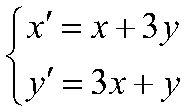 x′ = x + 3y
y′ = 3x + y